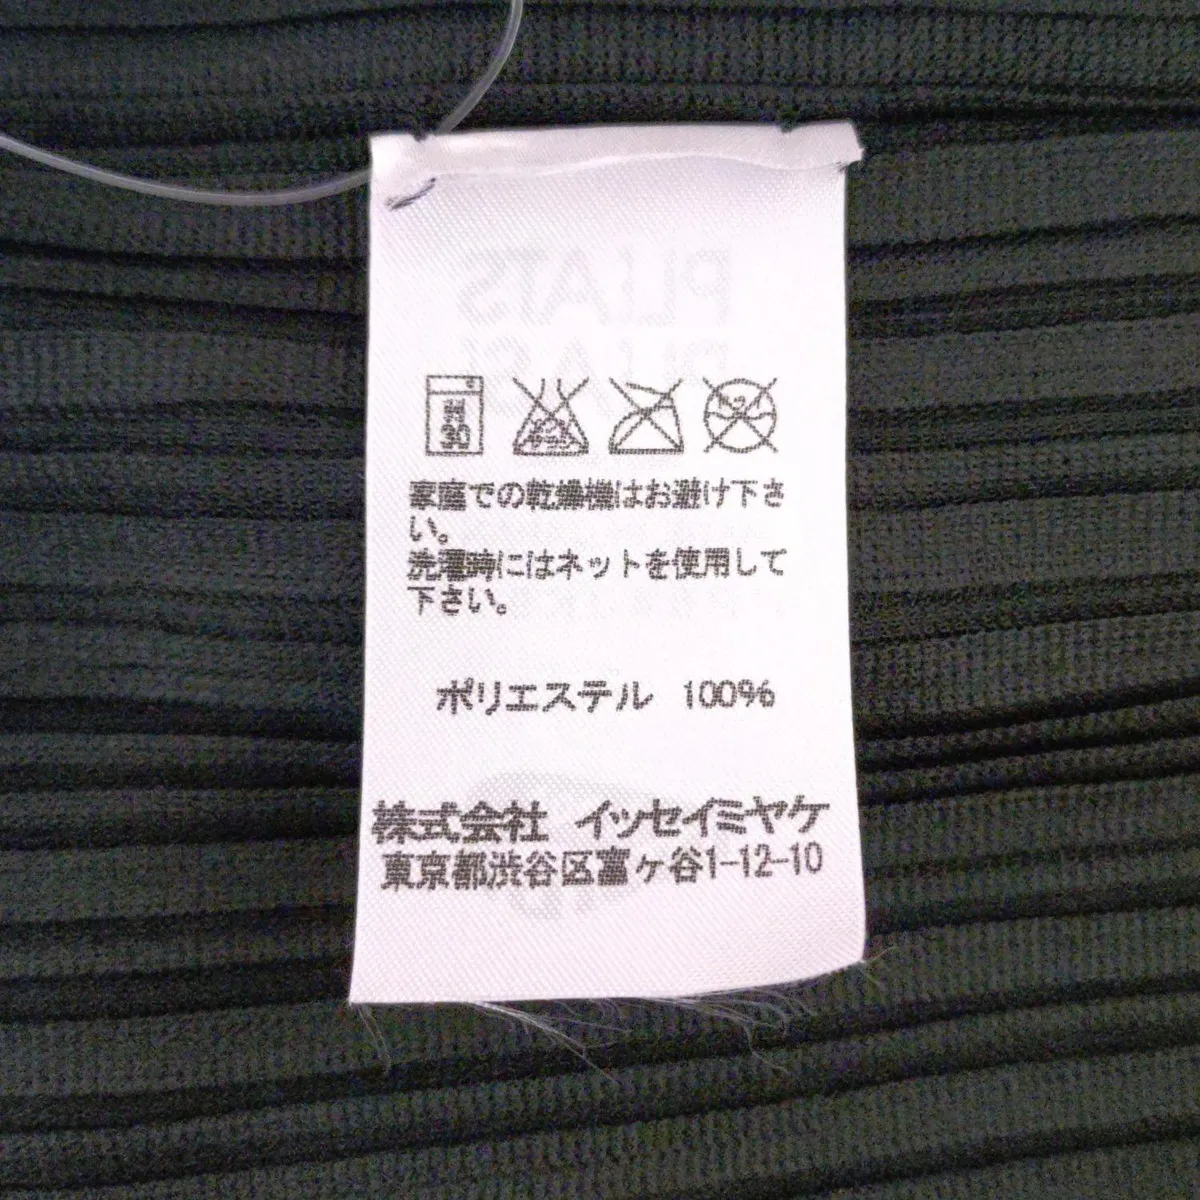 弱
30
家庭での乾燥機はお避け下さ
い。
洗濯時にはネットを使用して
下さい。
ポリエステル 100%
株式会社 イッセイミヤケ
東京都渋谷区富ヶ谷1-12-10